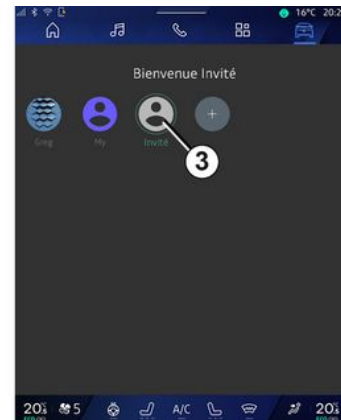 16°C 20:2
Bienvenue Invité
Greg
My
Invité
+
3
20.5 5 A/C 20.5